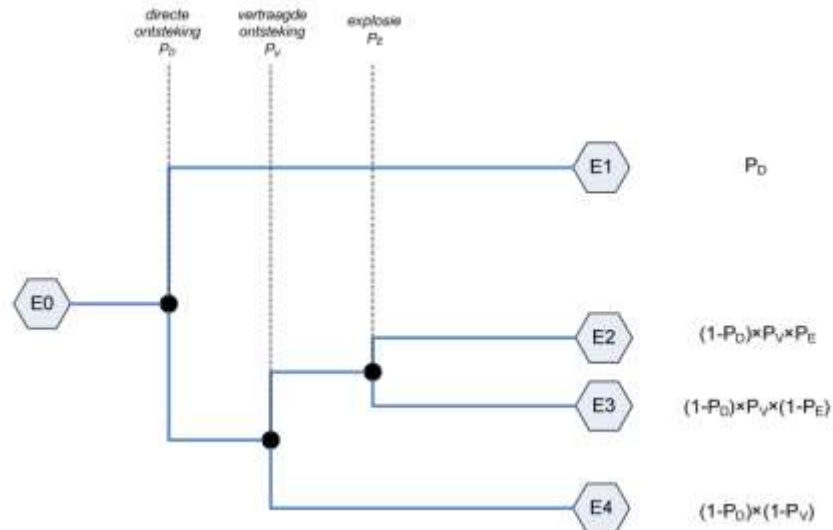 directe
ontsteking
P_D
vertraagde
ontsteking
P_V
explosie
P_E
E1
P_D
E0
E2
(1-P_D)×P_V×P_E
E3
(1-P_D)×P_V×(1-P_E)
E4
(1-P_D)×(1-P_V)